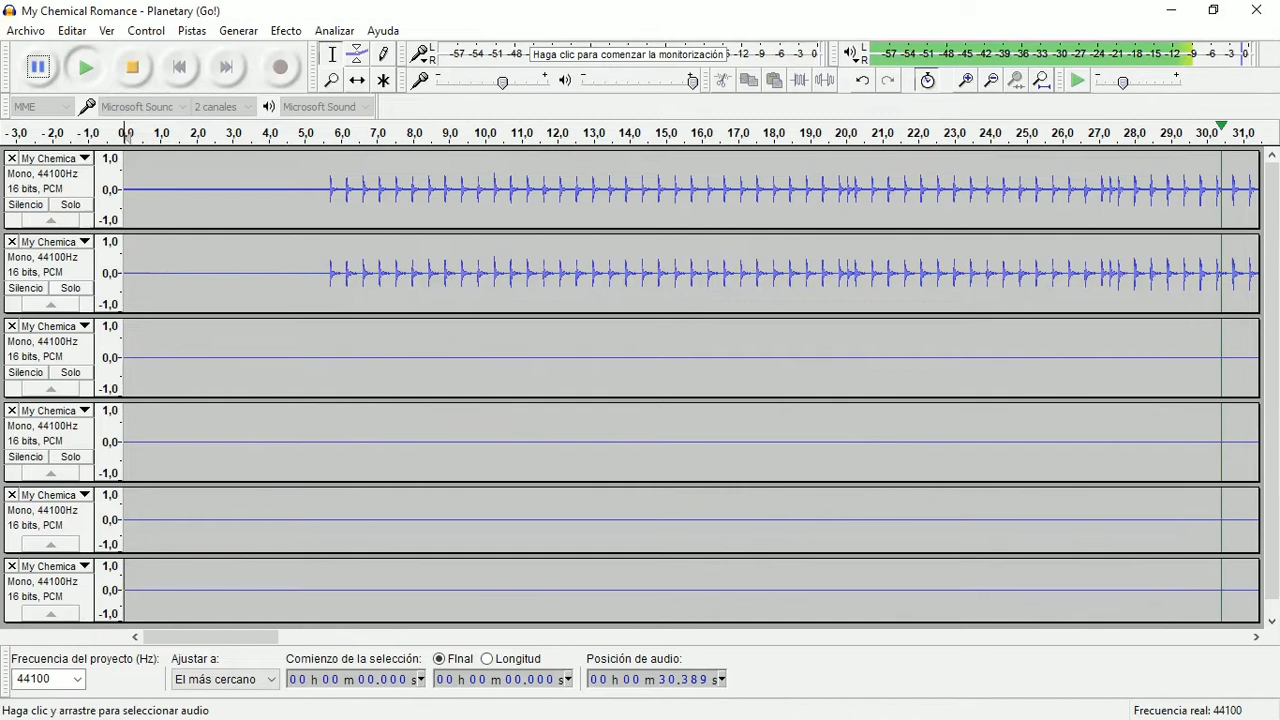 My Chemical Romance - Planetary (Go!)
Archivo Editar Ver Control Pistas Generar Efecto Analizar Ayuda
L R -57 -54 -51 -48 Haga clic para comenzar la monitorización -12 -9 -6 -3 0 L R -57 -54 -51 -48 -45 -42 -39 -36 -33 -30 -27 -24 -21 -18 -15 -12 -9 -6 -3 0
MME Microsoft Sounc 2 canales Microsoft Sound
-3,0 -2,0 -1,0 0,0 1,0 2,0 3,0 4,0 5,0 6,0 7,0 8,0 9,0 10,0 11,0 12,0 13,0 14,0 15,0 16,0 17,0 18,0 19,0 20,0 21,0 22,0 23,0 24,0 25,0 26,0 27,0 28,0 29,0 30,0 31,0
My Chemica 1,0
Mono, 44100Hz
16 bits, PCM 0,0
Silencio Solo
-1,0
My Chemica 1,0
Mono, 44100Hz
16 bits, PCM 0,0
Silencio Solo
-1,0
My Chemica 1,0
Mono, 44100Hz
16 bits, PCM 0,0
Silencio Solo
-1,0
My Chemica 1,0
Mono, 44100Hz
16 bits, PCM 0,0
Silencio Solo
-1,0
My Chemica 1,0
Mono, 44100Hz
16 bits, PCM 0,0
-1,0
My Chemica 1,0
Mono, 44100Hz
16 bits, PCM 0,0
-1,0
Frecuencia del proyecto (Hz): Ajustar a: Comienzo de la selección: FInal Longitud Posición de audio:
44100 El más cercano 00 h 00 m 00.000 s 00 h 00 m 00.000 s 00 h 00 m 30.389 s
Haga clic y arrastre para seleccionar audio Frecuencia real: 44100